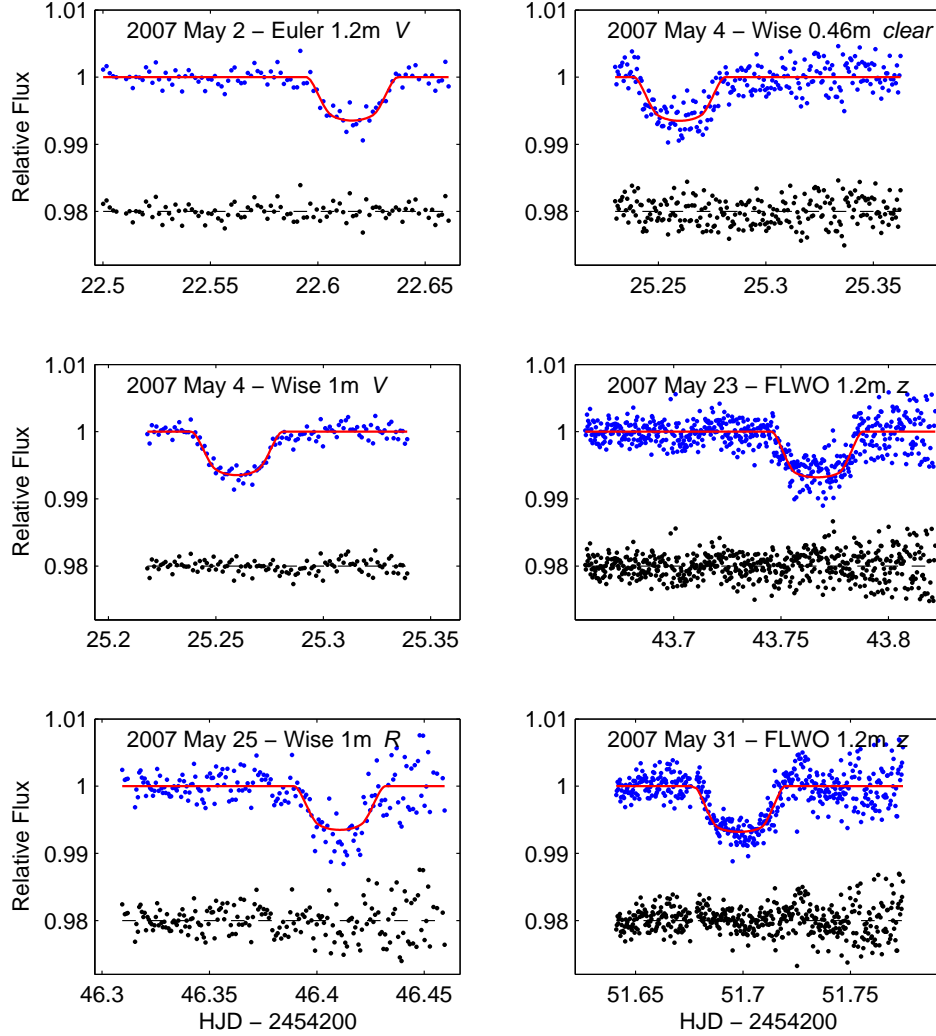 2007 May 2 – Euler 1.2m V
1.01
1
0.99
0.98
Relative Flux
22.5 22.55 22.6 22.65
2007 May 4 – Wise 0.46m clear
1.01
1
0.99
0.98
25.25 25.3 25.35
2007 May 4 – Wise 1m V
1.01
1
0.99
0.98
Relative Flux
25.2 25.25 25.3 25.35
2007 May 23 – FLWO 1.2m z
1.01
1
0.99
0.98
43.7 43.75 43.8
2007 May 25 – Wise 1m R
1.01
1
0.99
0.98
Relative Flux
46.3 46.35 46.4 46.45
HJD – 2454200
2007 May 31 – FLWO 1.2m z
1.01
1
0.99
0.98
51.65 51.7 51.75
HJD – 2454200